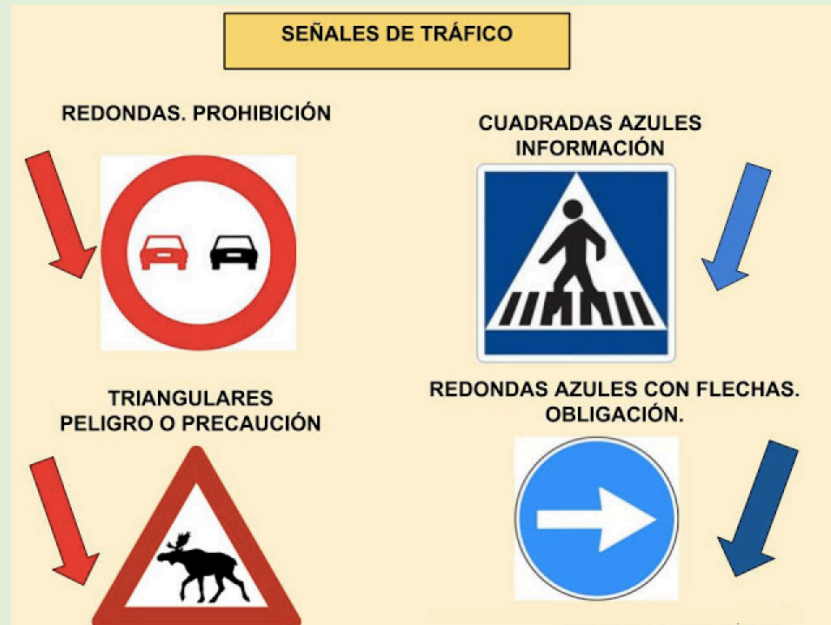 SEÑALES DE TRÁFICO
REDONDAS. PROHIBICIÓN
CUADRADAS AZULES
INFORMACIÓN
TRIANGULARES
PELIGRO O PRECAUCIÓN
REDONDAS AZULES CON FLECHAS.
OBLIGACIÓN.